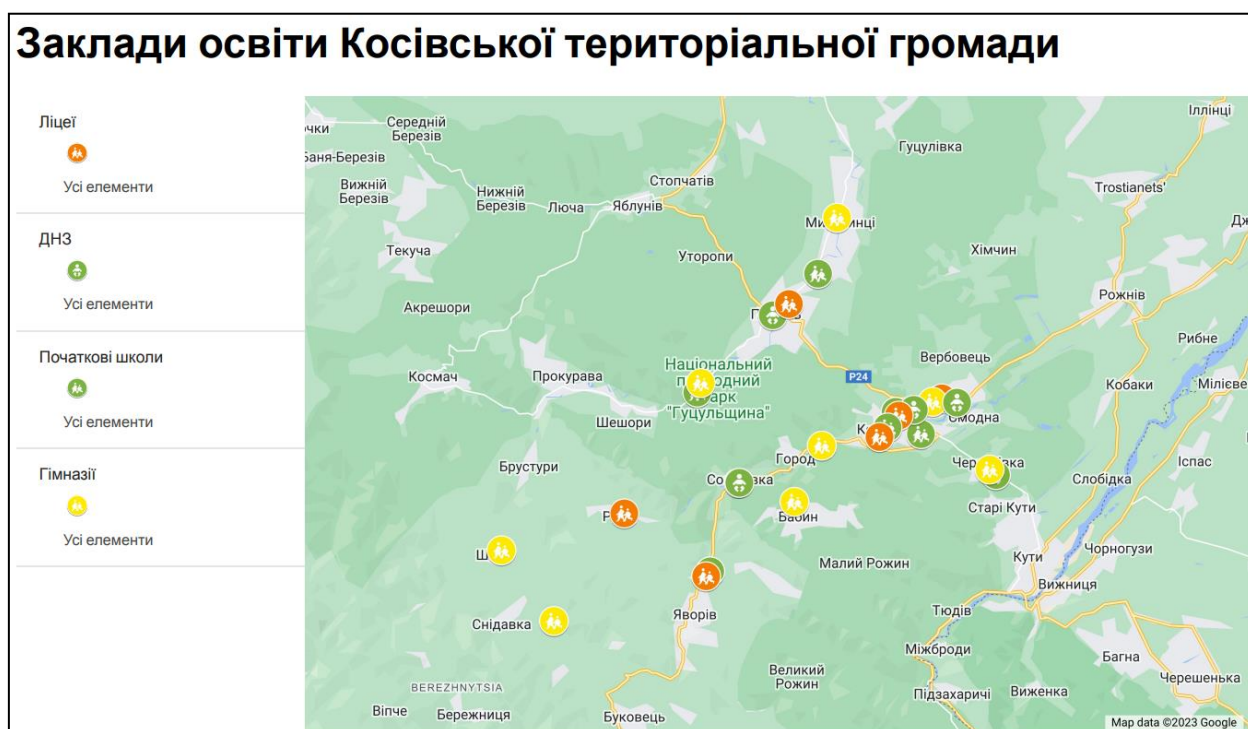 Заклади освіти Косівської територіальної громади
Ліцеї
Усі елементи
ДНЗ
Усі елементи
Початкові школи
Усі елементи
Гімназії
Усі елементи
Іллінці
Середній
Березів
Баня-Березів
Гуцулівка
Вижній
Березів
Стопчатів
Trostianets'
Нижній
Березів
Люча
Яблунів
Текуча
Уторопи
Хімчин
Рожнів
Акрешори
Рибне
Вербовець
Національний
"Гуцульщина"
P24
Космач
Прокурава
Кобаки
Мілієве
Шешори
Смодна
Город
Брустури
Іспас
Слобідка
Бабин
Старі Кути
Чорногузи
Малий Рожин
Кути
Вижниця
Снідавка
Яворів
Тюдів
Міжброди
Багна
Великий
Рожин
Черешенька
BEREZHNYTSIA
Підзахаричі
Виженка
Віпче
Бережниця
Буковець
Map data ©2023 Google